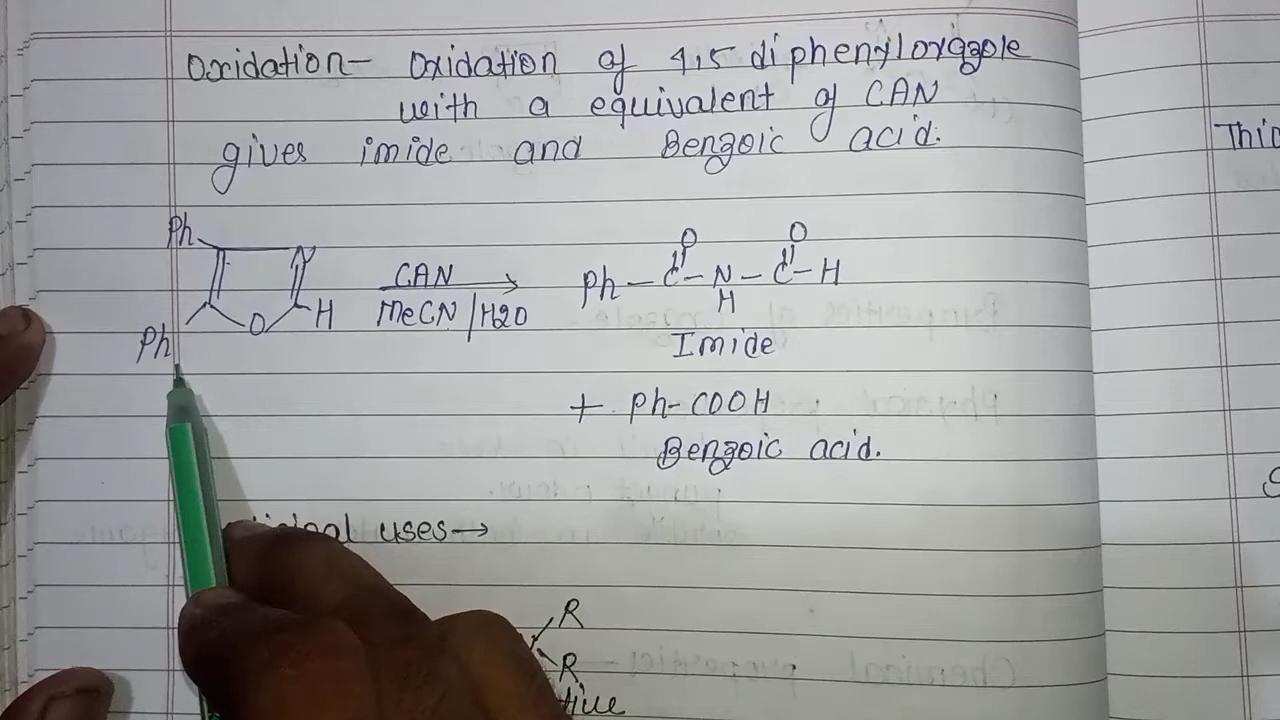 Oxidation- Oxidation of 4,5 diphenyloxazole
with a equivalent of CAN
gives imide and Benzoic acid.
Ph
N
O
H
Ph
CAN
MeCN/H2O
O O
Ph-C-N-C-H
H
Imide
+ Ph-COOH
Benzoic acid.
uses→
R
R
Thio